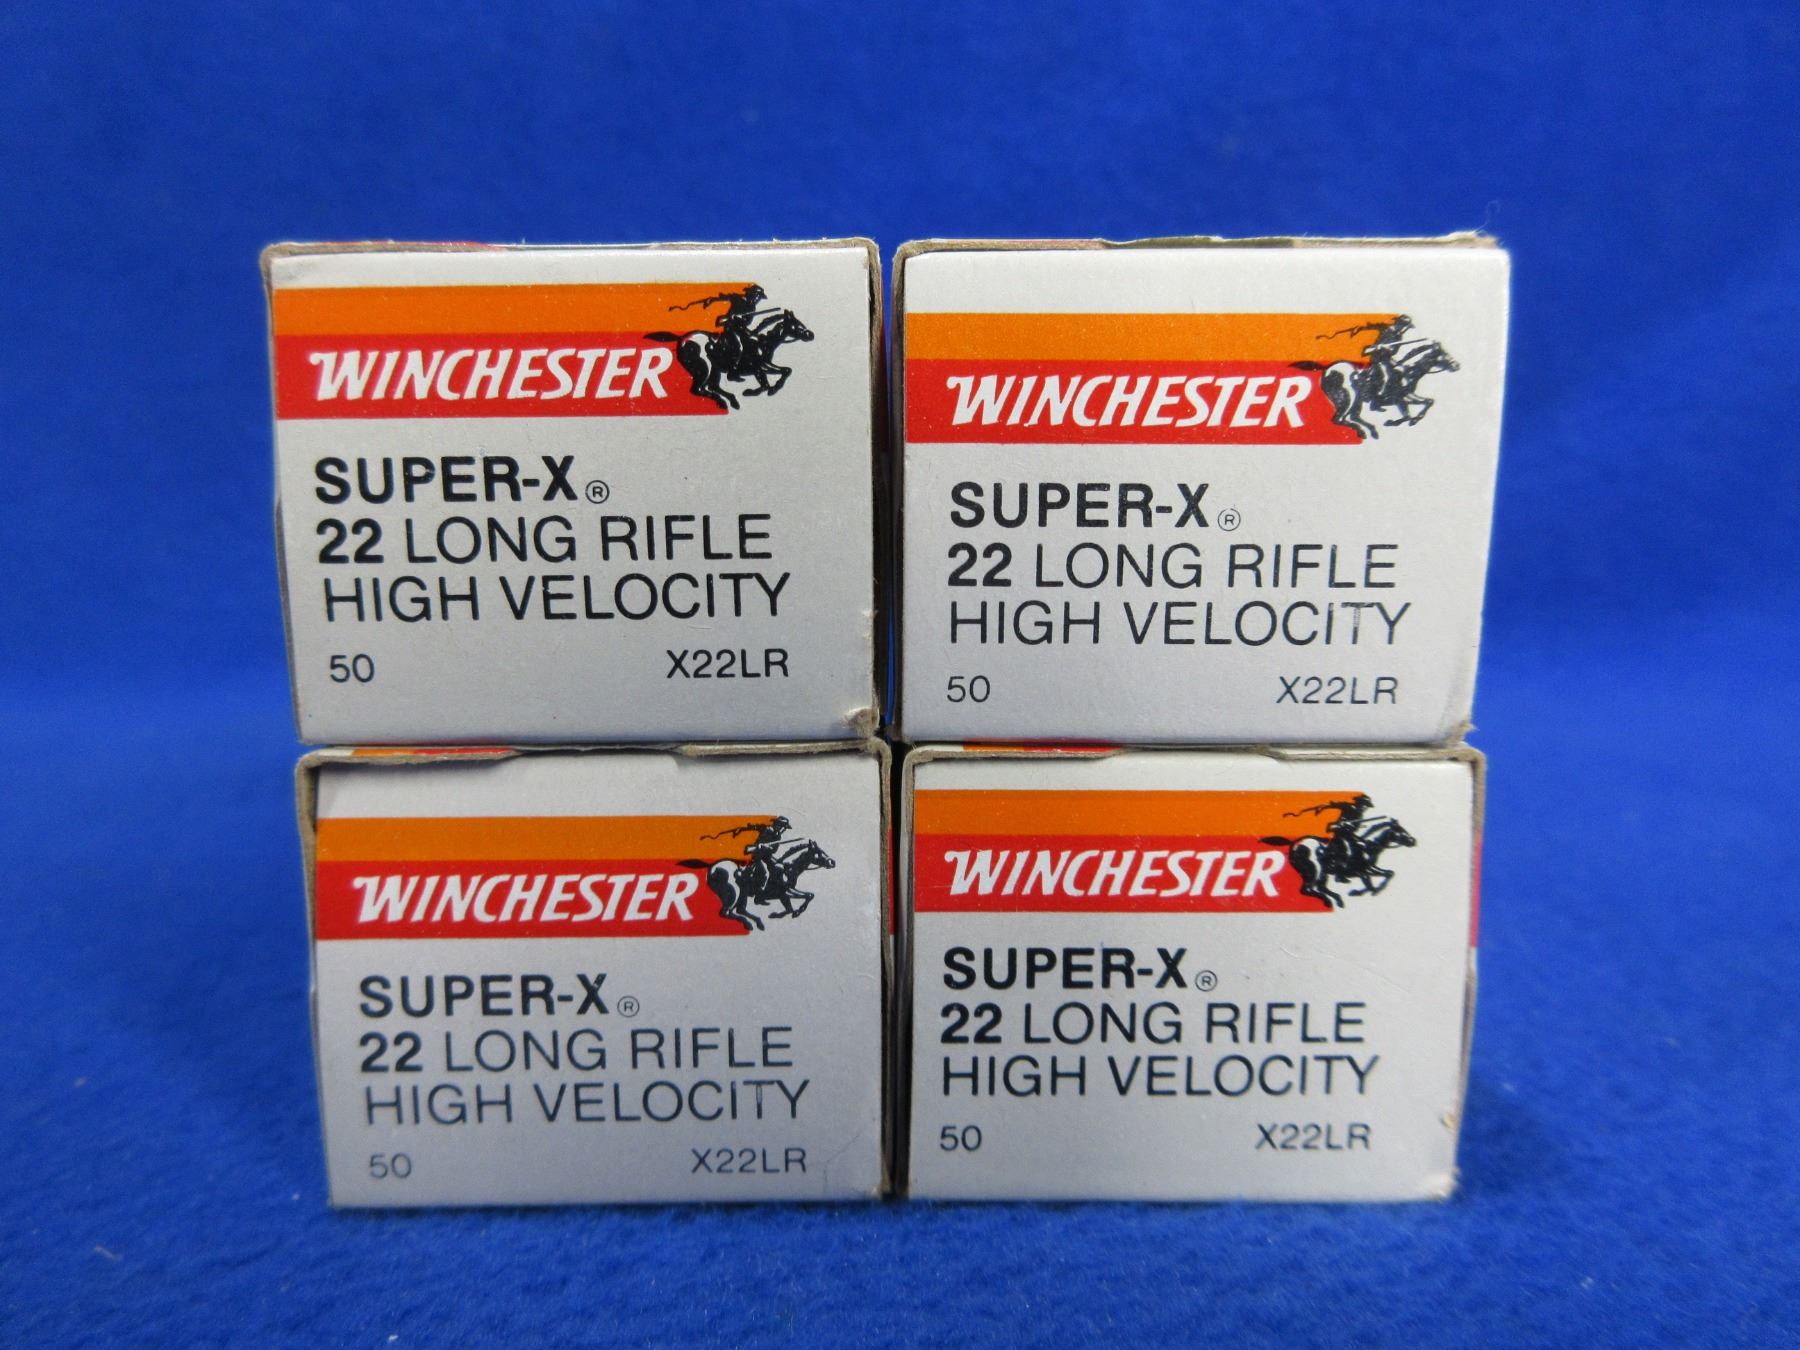 WINCHESTER
SUPER-X®
22 LONG RIFLE
HIGH VELOCITY
50 X22LR
WINCHESTER
SUPER-X®
22 LONG RIFLE
HIGH VELOCITY
50 X22LR
WINCHESTER
SUPER-X®
22 LONG RIFLE
HIGH VELOCITY
50 X22LR
WINCHESTER
SUPER-X®
22 LONG RIFLE
HIGH VELOCITY
50 X22LR